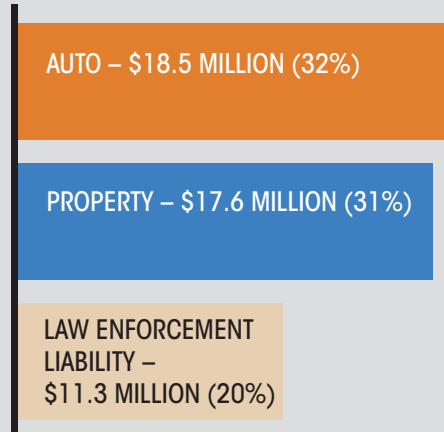 AUTO – $18.5 MILLION (32%)
PROPERTY – $17.6 MILLION (31%)
LAW ENFORCEMENT
LIABILITY –
$11.3 MILLION (20%)